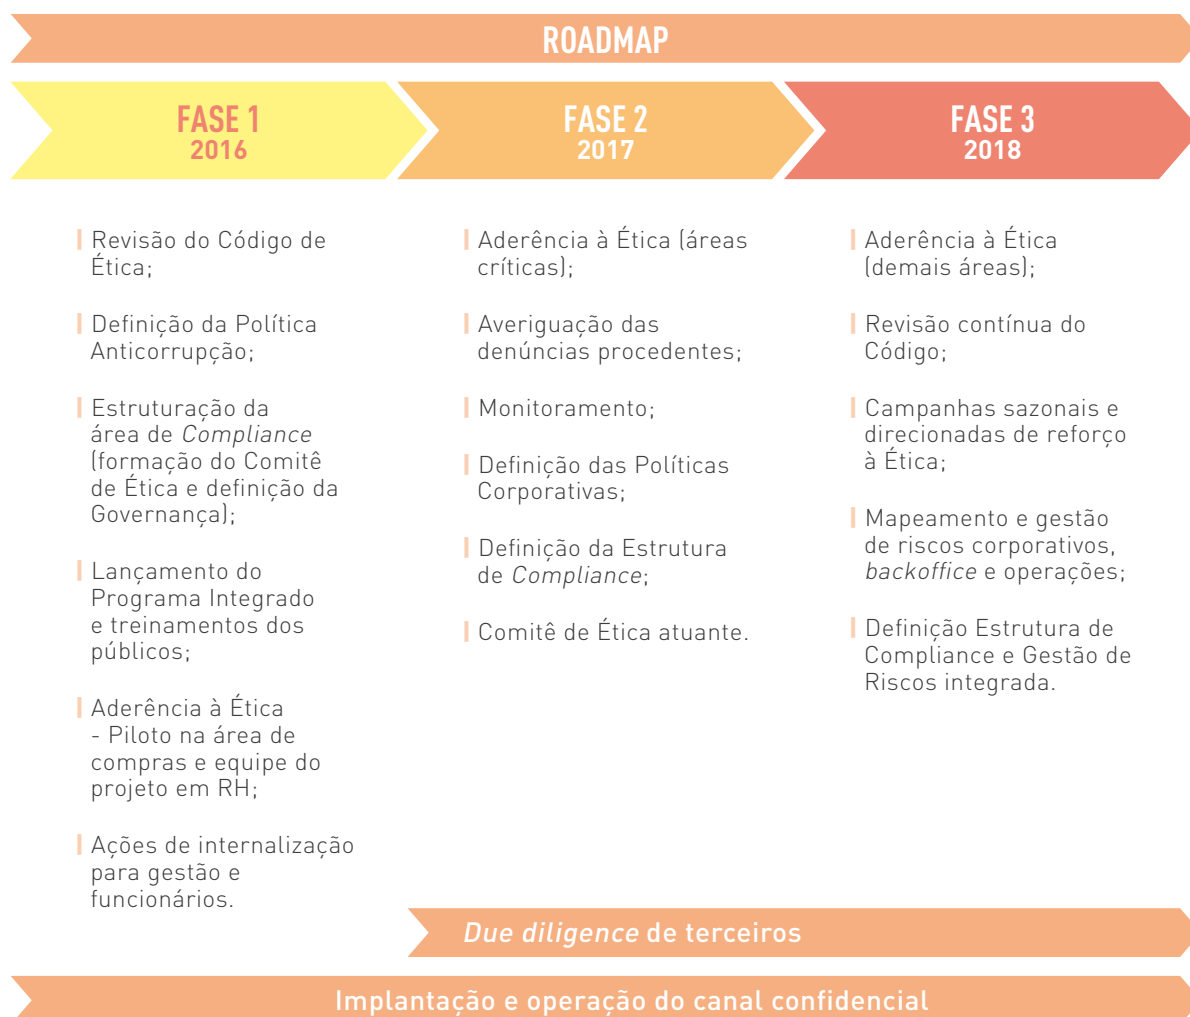 ROADMAP
FASE 1
2016
Revisão do Código de
Ética;
Definição da Política
Anticorrupção;
Estruturação da
área de Compliance
(formação do Comitê
de Ética e definição da
Governança);
Lançamento do
Programa Integrado
e treinamentos dos
públicos;
Aderência à Ética
- Piloto na área de
compras e equipe do
projeto em RH;
Ações de internalização
para gestão e
funcionários.
FASE 2
2017
Aderência à Ética (áreas
críticas);
Averiguação das
denúncias procedentes;
Monitoramento;
Definição das Políticas
Corporativas;
Definição da Estrutura
de Compliance;
Comitê de Ética atuante.
FASE 3
2018
Aderência à Ética
(demais áreas);
Revisão contínua do
Código;
Campanhas sazonais e
direcionadas de reforço
à Ética;
Mapeamento e gestão
de riscos corporativos,
backoffice e operações;
Definição Estrutura de
Compliance e Gestão de
Riscos integrada.
Due diligence de terceiros
Implantação e operação do canal confidencial